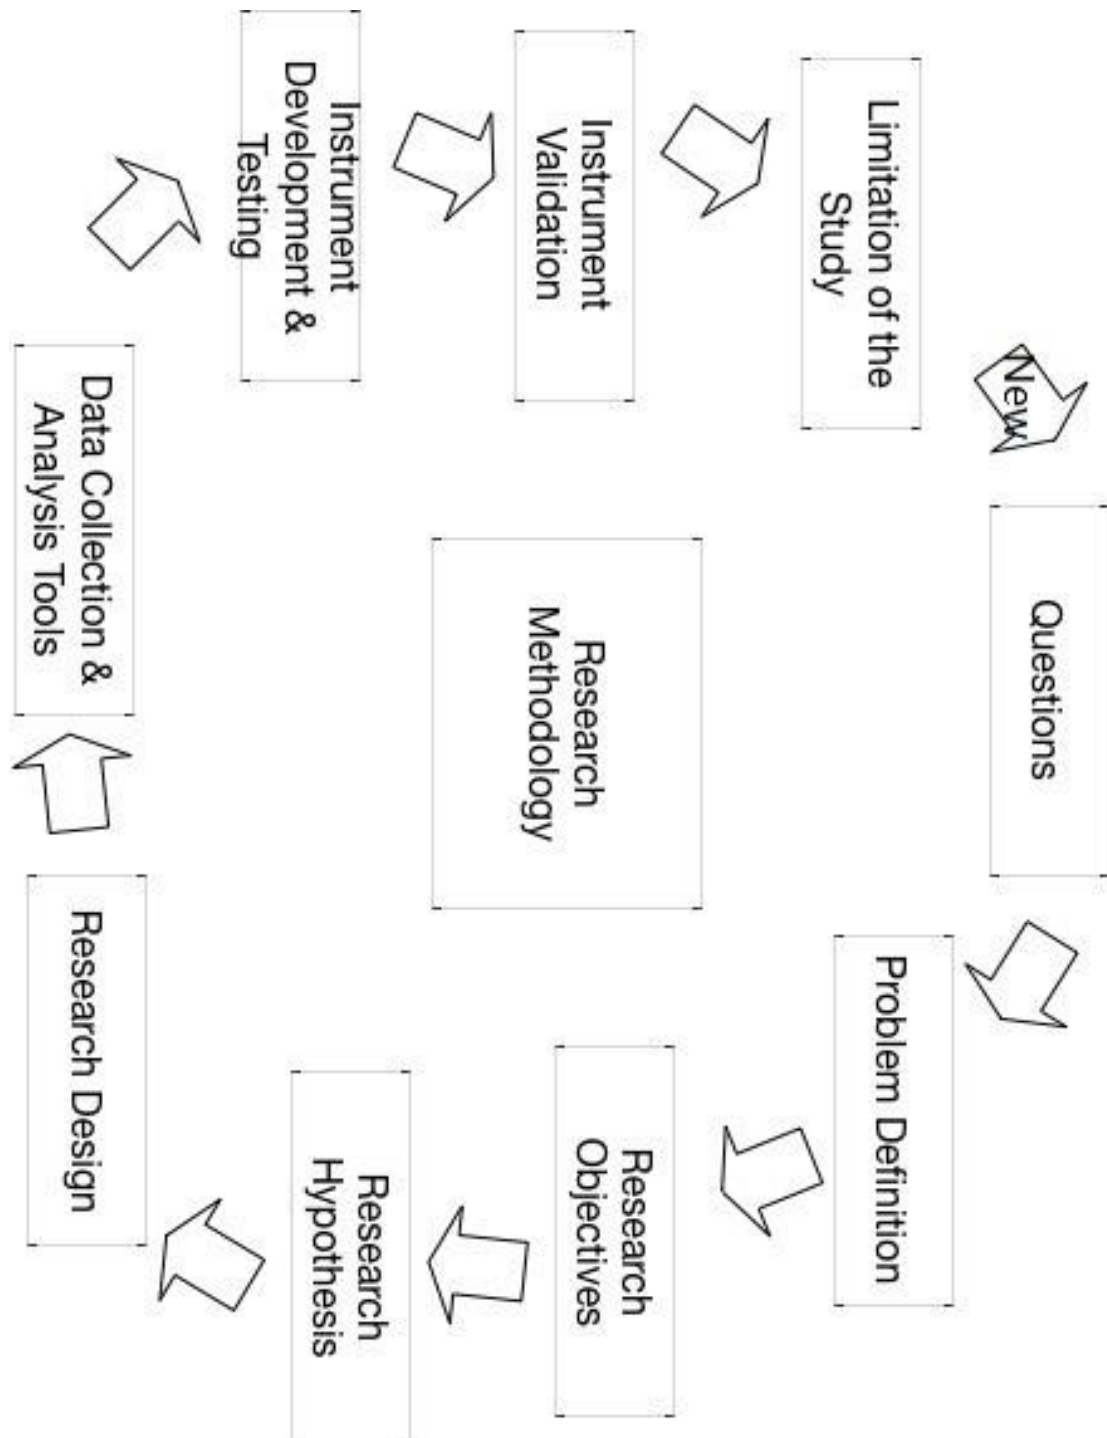 Questions
Problem Definition
Research
Objectives
Research
Hypothesis
Research Design
Data Collection &
Analysis Tools
Instrument
Development &
Testing
Instrument
Validation
Limitation of the
Study
New
Research
Methodology